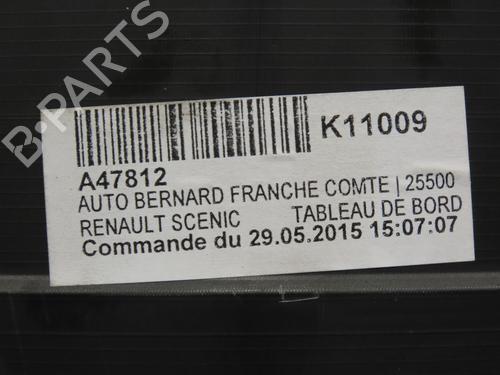 B-PARTS
K11009
A47812
AUTO BERNARD FRANCHE COMTE | 25500
RENAULT SCENIC TABLEAU DE BORD
Commande du 29.05.2015 15:07:07